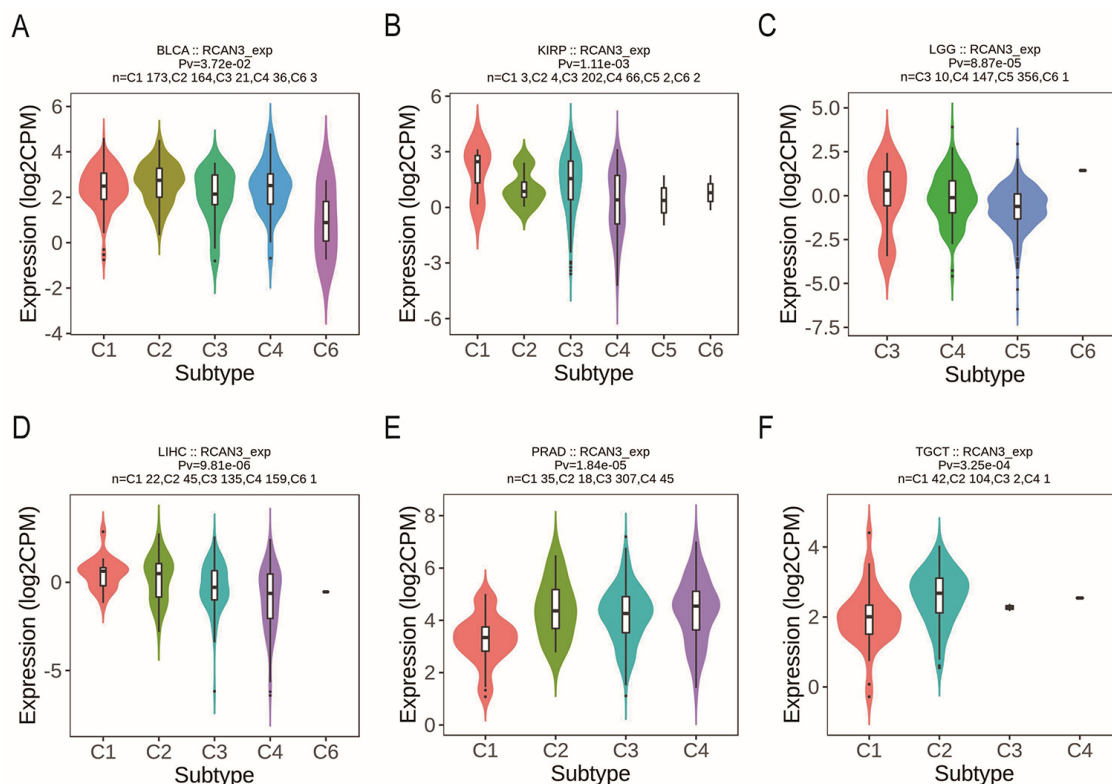 A
BLCA :: RCAN3_exp
Pv=3.72e-02
n=C1 173,C2 164,C3 21,C4 36,C6 3
Expression (log2CPM)
6
4
2
0
-2
-4
C1 C2 C3 C4 C6
Subtype
B
KIRP :: RCAN3_exp
Pv=1.11e-03
n=C1 3,C2 4,C3 202,C4 66,C5 2,C6 2
Expression (log2CPM)
6
3
0
-3
-6
C1 C2 C3 C4 C5 C6
Subtype
C
LGG :: RCAN3_exp
Pv=8.87e-05
n=C3 10,C4 147,C5 356,C6 1
Expression (log2CPM)
5.0
2.5
0.0
-2.5
-5.0
-7.5
C3 C4 C5 C6
Subtype
D
LIHC :: RCAN3_exp
Pv=9.81e-06
n=C1 22,C2 45,C3 135,C4 159,C6 1
Expression (log2CPM)
0
-5
C1 C2 C3 C4 C6
Subtype
E
PRAD :: RCAN3_exp
Pv=1.84e-05
n=C1 35,C2 18,C3 307,C4 45
Expression (log2CPM)
8
6
4
2
0
C1 C2 C3 C4
Subtype
F
TGCT :: RCAN3_exp
Pv=3.25e-04
n=C1 42,C2 104,C3 2,C4 1
Expression (log2CPM)
4
2
0
C1 C2 C3 C4
Subtype